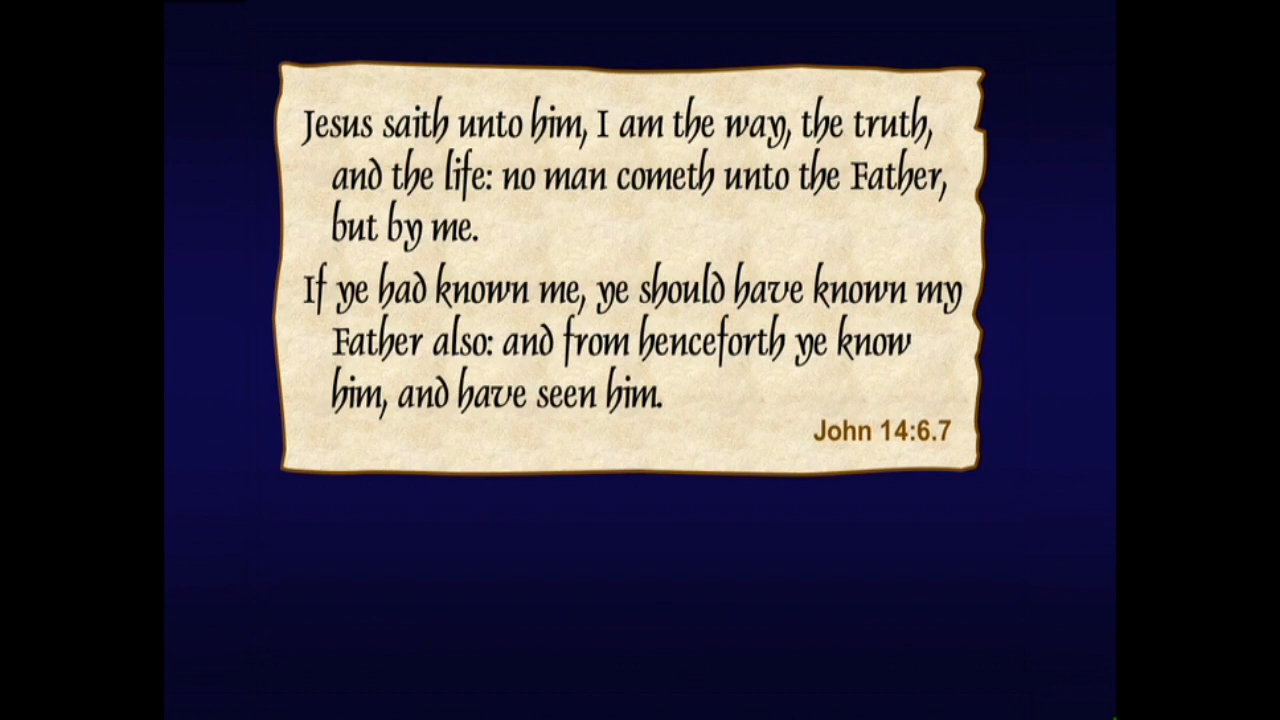 Jesus saith unto him, I am the way, the truth,
and the life: no man cometh unto the Father,
but by me.
If ye had known me, ye should have known my
Father also: and from henceforth ye know
him, and have seen him.
John 14:6.7